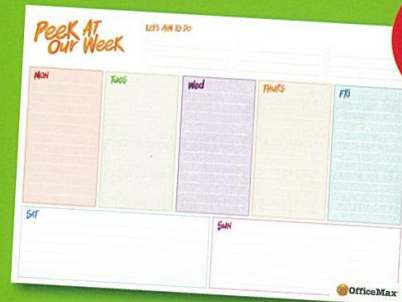 Peek At
Our Week
Let's Aim To Do
Mon
Tues
Wed
Thurs
Fri
Sat
Sun
OfficeMax